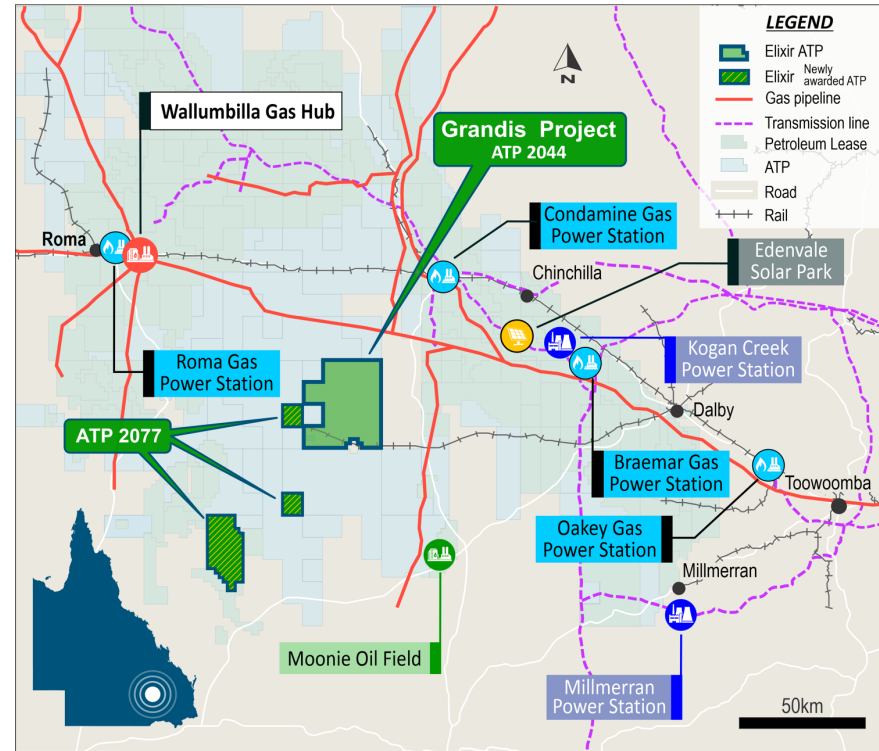 LEGEND
Elixir ATP
Elixir Newly awarded ATP
Gas pipeline
Transmission line
Petroleum Lease
ATP
Road
Rail
N
Wallumbilla Gas Hub
Grandis Project
ATP 2044
Condamine Gas
Power Station
Edenvale
Solar Park
Roma
Chinchilla
Roma Gas
Power Station
Kogan Creek
Power Station
Dalby
ATP 2077
Braemar Gas
Power Station
Toowoomba
Oakey Gas
Power Station
Millmerran
Moonie Oil Field
Millmerran
Power Station
50km